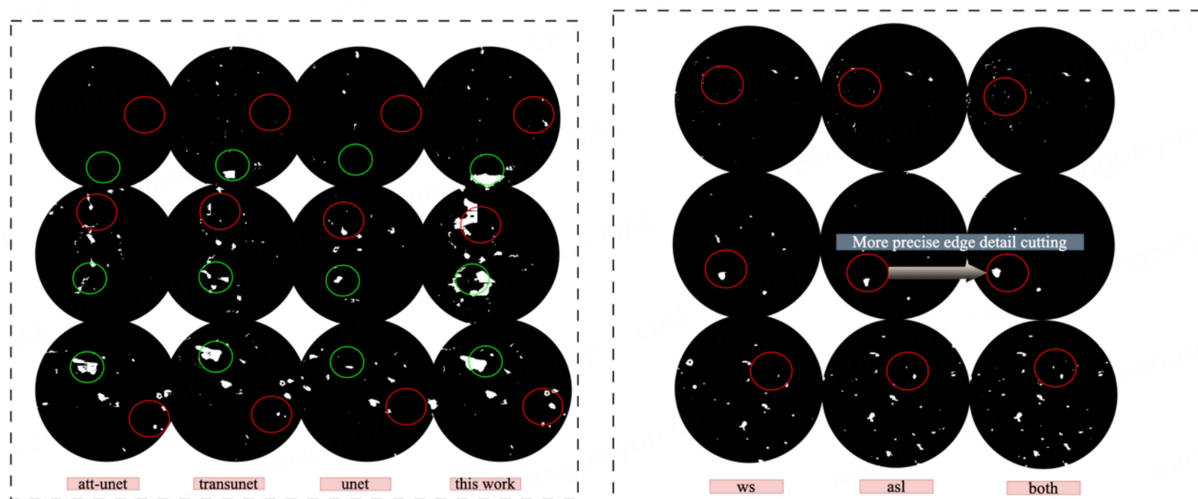 More precise edge detail cutting
att-unet
transunet
unet
this work
ws
asl
both